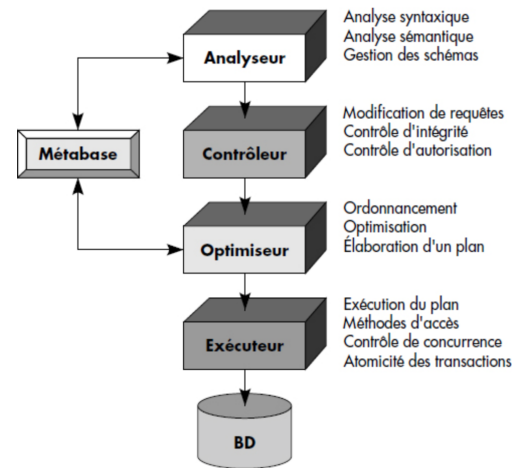 Analyseur
Analyse syntaxique
Analyse sémantique
Gestion des schémas
Métabase
Contrôleur
Modification de requêtes
Contrôle d'intégrité
Contrôle d'autorisation
Optimiseur
Ordonnancement
Optimisation
Élaboration d'un plan
Exécuteur
Exécution du plan
Méthodes d'accès
Contrôle de concurrence
Atomicité des transactions
BD